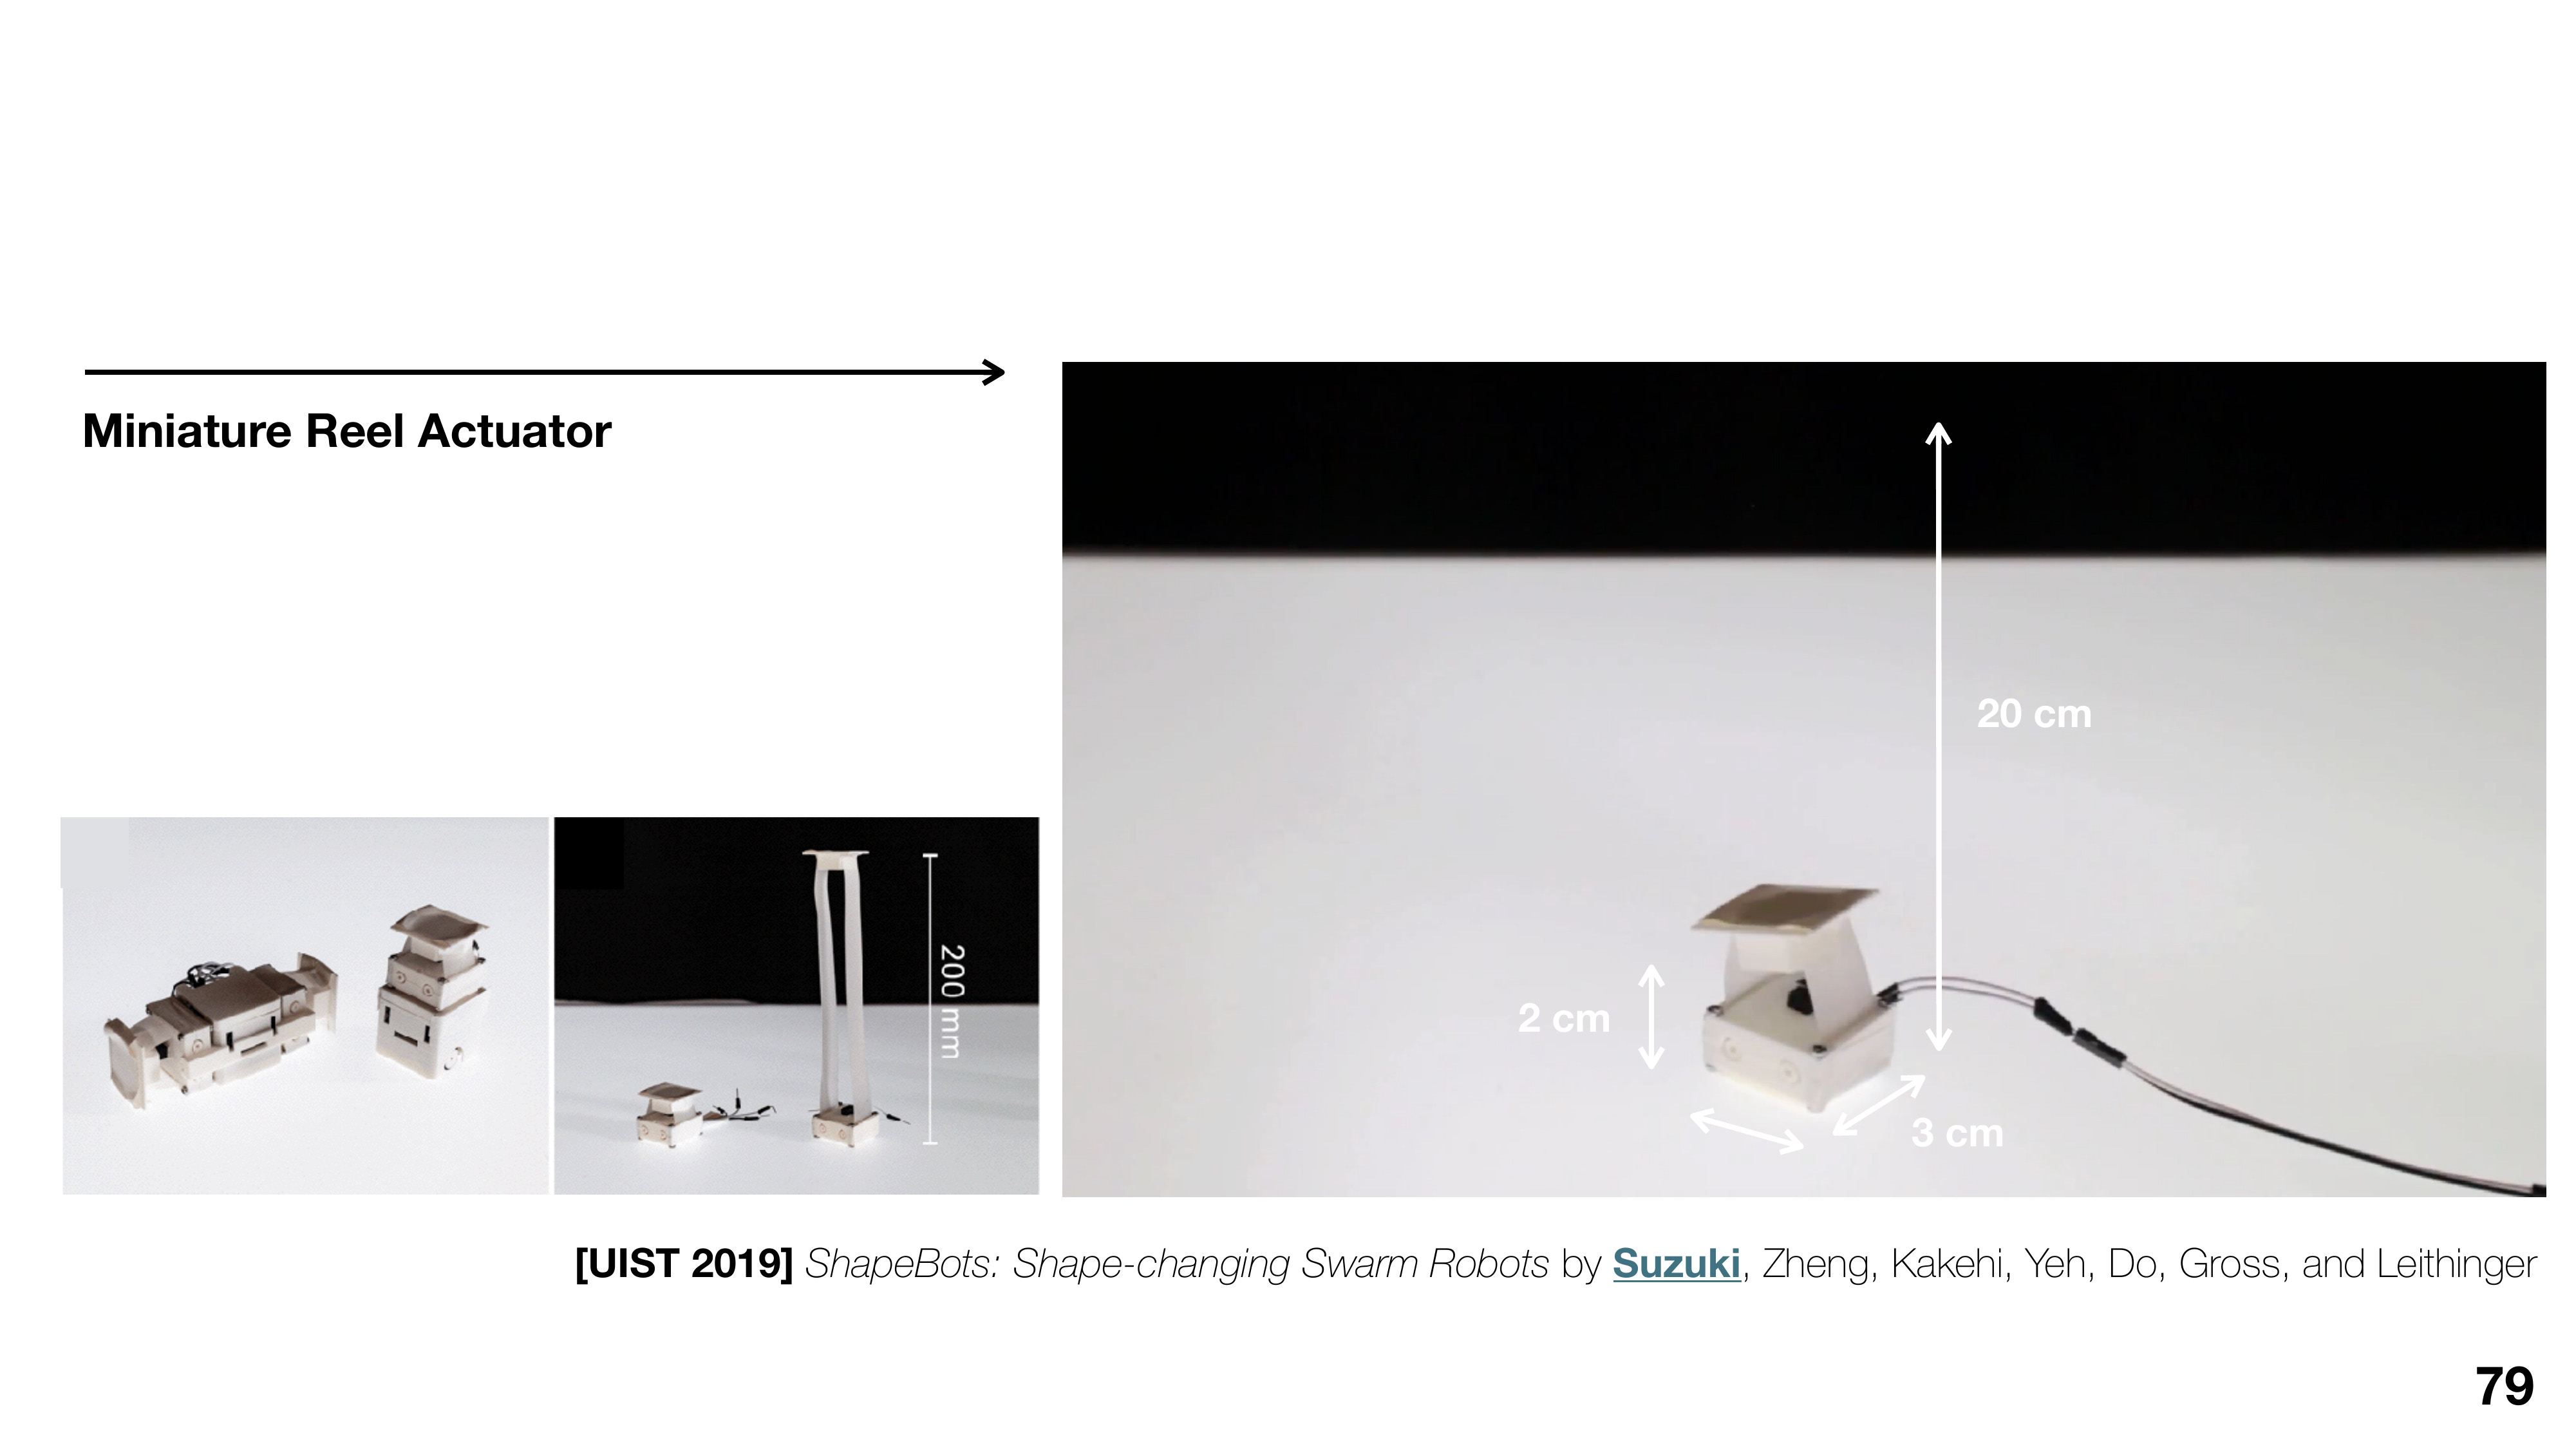 Miniature Reel Actuator
200 mm
20 cm
2 cm
3 cm
[UIST 2019] ShapeBots: Shape-changing Swarm Robots by Suzuki, Zheng, Kakehi, Yeh, Do, Gross, and Leithinger
79